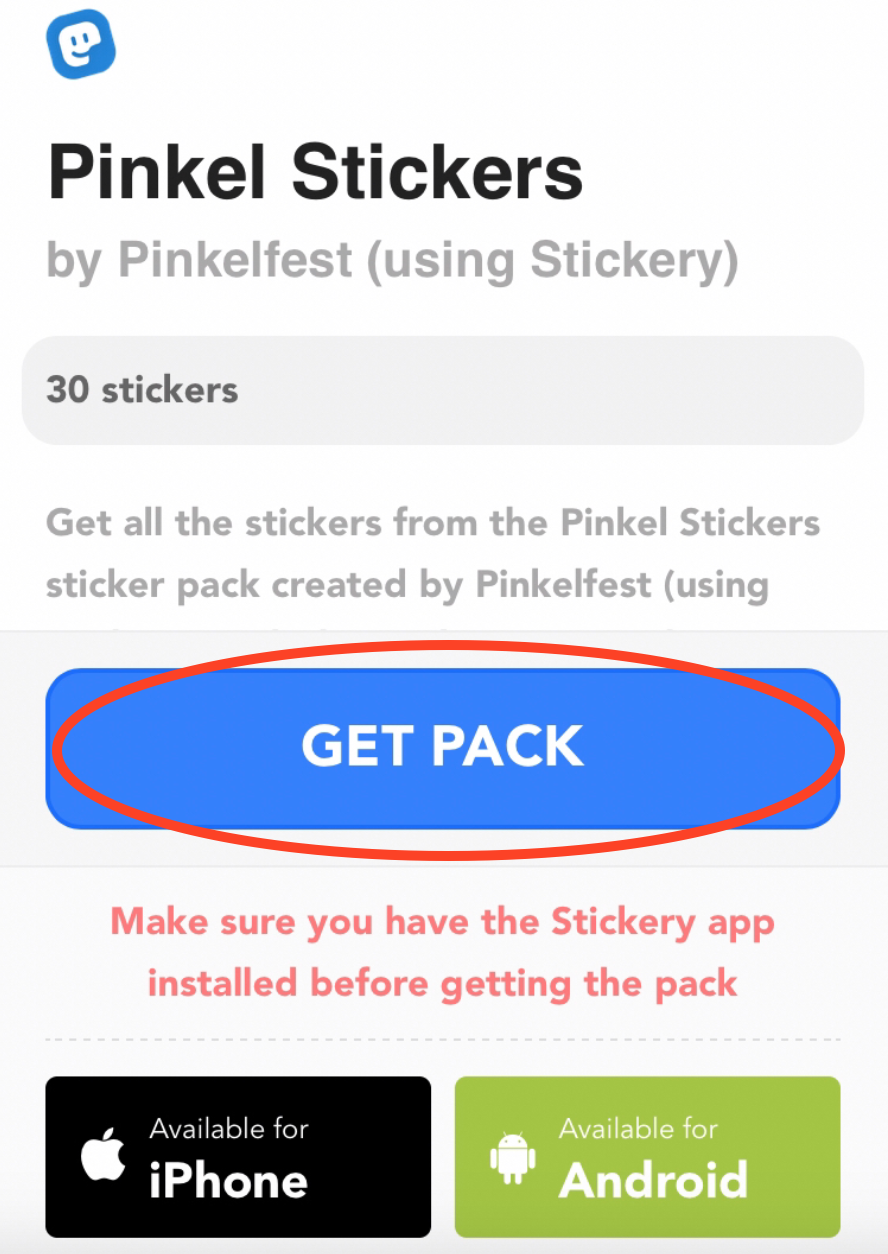 Pinkel Stickers
by Pinkelfest (using Stickery)
30 stickers
Get all the stickers from the Pinkel Stickers
sticker pack created by Pinkelfest (using
GET PACK
Make sure you have the Stickery app
installed before getting the pack
Available for
iPhone
Available for
Android